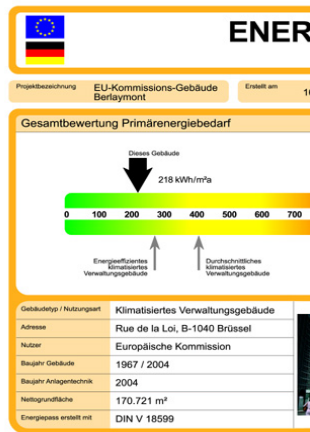 ENER
Projektbezeichnung EU-Kommissions-Gebäude
Berlaymont
Erstellt am
Gesamtbewertung Primärenergiebedarf
Dieses Gebäude
218 kWh/m²a
0 100 200 300 400 500 600 700
Energieeffizientes
klimatisiertes
Verwaltungsgebäude
Durchschnittliches
klimatisiertes
Verwaltungsgebäude
Gebäudetyp / Nutzungsart Klimatisiertes Verwaltungsgebäude
Adresse Rue de la Loi, B-1040 Brüssel
Nutzer Europäische Kommission
Baujahr Gebäude 1967 / 2004
Baujahr Anlagentechnik 2004
Nettogrundfläche 170.721 m²
Energiepass erstellt mit DIN V 18599